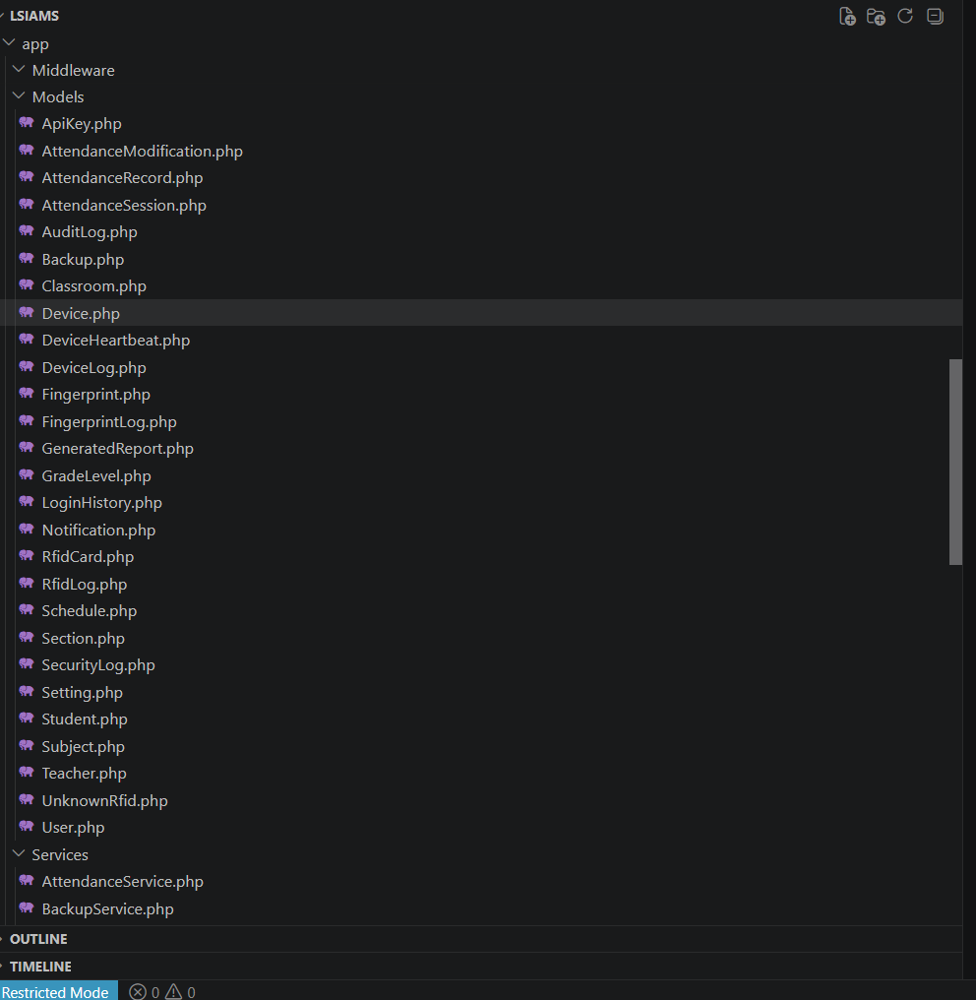 LSIAMS
app
Middleware
Models
ApiKey.php
AttendanceModification.php
AttendanceRecord.php
AttendanceSession.php
AuditLog.php
Backup.php
Classroom.php
Device.php
DeviceHeartbeat.php
DeviceLog.php
Fingerprint.php
FingerprintLog.php
GeneratedReport.php
GradeLevel.php
LoginHistory.php
Notification.php
RfidCard.php
RfidLog.php
Schedule.php
Section.php
SecurityLog.php
Setting.php
Student.php
Subject.php
Teacher.php
UnknownRfid.php
User.php
Services
AttendanceService.php
BackupService.php
OUTLINE
TIMELINE
Restricted Mode 0 0